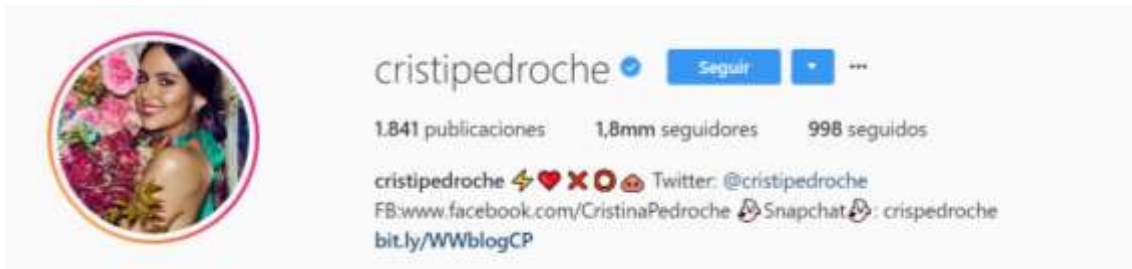 cristipedroche Seguir
1.841 publicaciones 1,8mm seguidores 998 seguidos
cristipedroche ⚡❤️❌⭕🐽 Twitter: @cristipedroche
FB:www.facebook.com/CristinaPedroche 👻Snapchat👻: crispedroche
bit.ly/WWblogCP